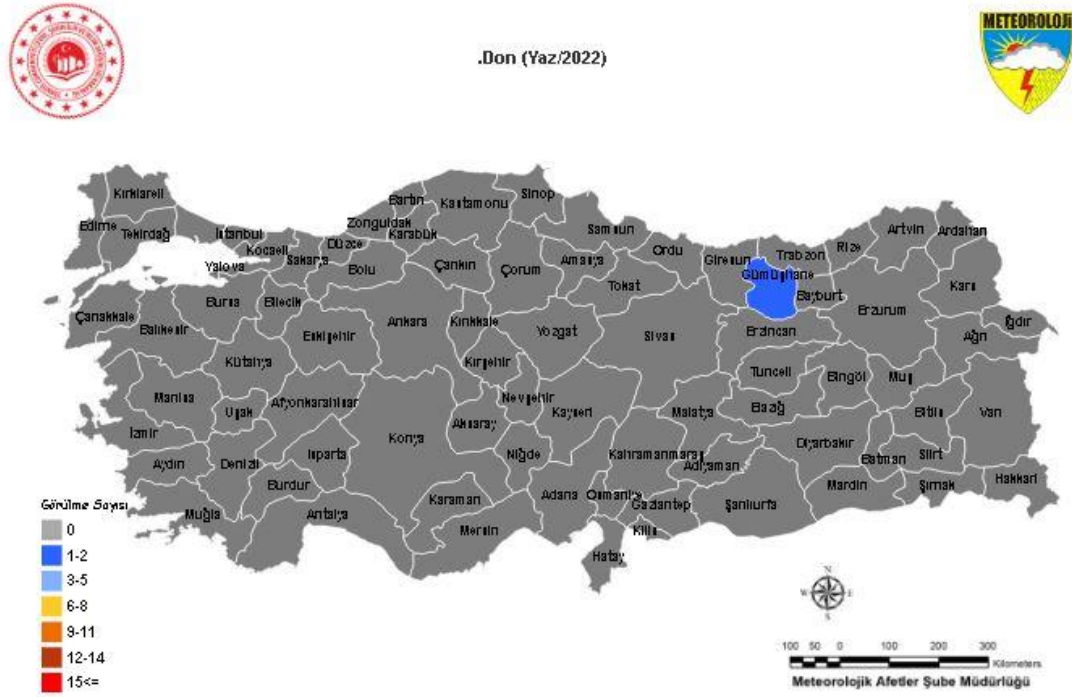 METEOROLOJİ
.Don (Yaz/2022)
Kırklareli
Edirne
Tekirdağ
İstanbul
Kocaeli
Yalova
Sakarya
Düzce
Zonguldak
Bartın
Karabük
Kastamonu
Sinop
Samsun
Ordu
Giresun
Trabzon
Rize
Artvin
Ardahan
Gümüşhane
Bayburt
Kars
Iğdır
Ağrı
Erzurum
Erzincan
Bolu
Çankırı
Çorum
Amasya
Tokat
Çanakkale
Balıkesir
Bursa
Bilecik
Eskişehir
Ankara
Kırıkkale
Yozgat
Sivas
Kütahya
Kırşehir
Tunceli
Bingöl
Muş
Manisa
Uşak
Afyonkarahisar
Nevşehir
Kayseri
Malatya
Elazığ
Bitlis
Van
İzmir
Konya
Aksaray
Diyarbakır
Batman
Siirt
Aydın
Denizli
Isparta
Niğde
Kahramanmaraş
Adıyaman
Burdur
Mardin
Şırnak
Hakkari
Muğla
Antalya
Karaman
Adana
Osmaniye
Gaziantep
Şanlıurfa
Mersin
Kilis
Hatay
Görülme Sayısı
0
1-2
3-5
6-8
9-11
12-14
15<=
N
W E
S
100 50 0 100 200 300
Kilometers
Meteorolojik Afetler Şube Müdürlüğü